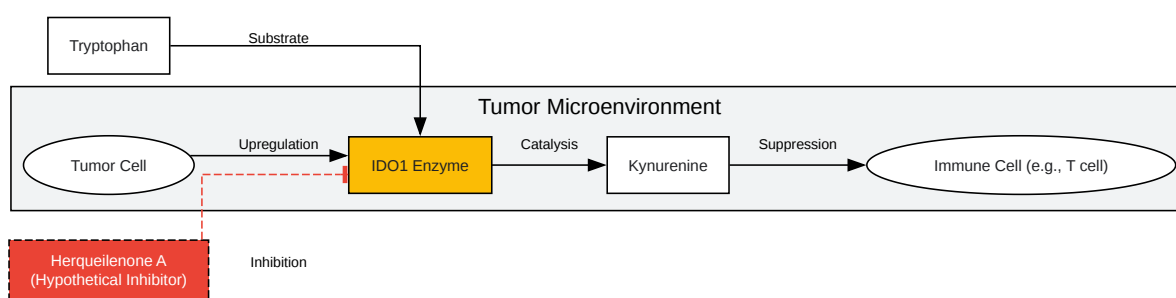 Tryptophan
Substrate
Tumor Microenvironment
Tumor Cell
Upregulation
IDO1 Enzyme
Catalysis
Kynurenine
Suppression
Immune Cell (e.g., T cell)
Herqueilenone A
(Hypothetical Inhibitor)
Inhibition